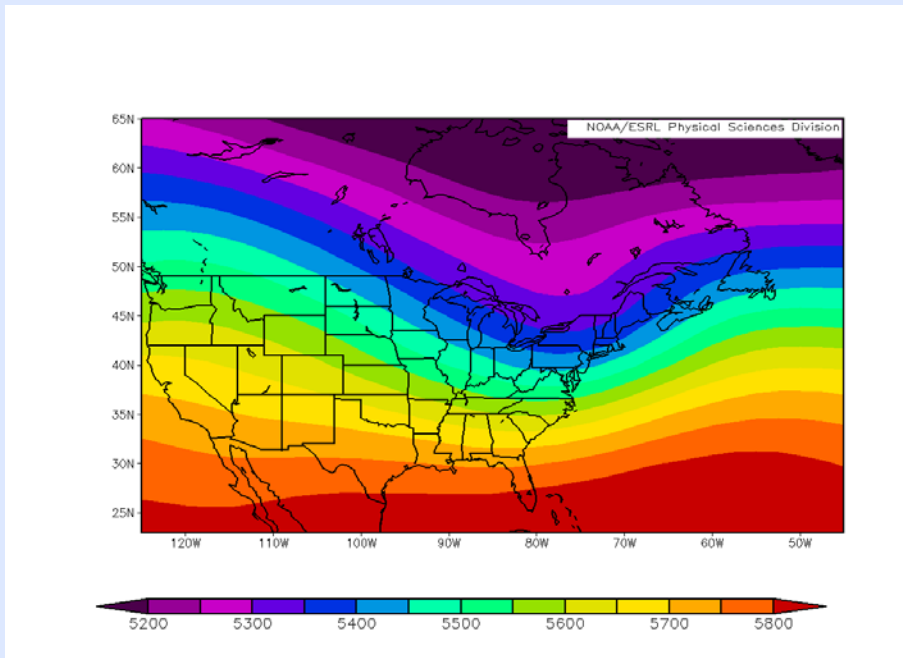 NOAA/ESRL Physical Sciences Division
65N
60N
55N
50N
45N
40N
35N
30N
25N
120W 110W 100W 90W 80W 70W 60W 50W
5200 5300 5400 5500 5600 5700 5800